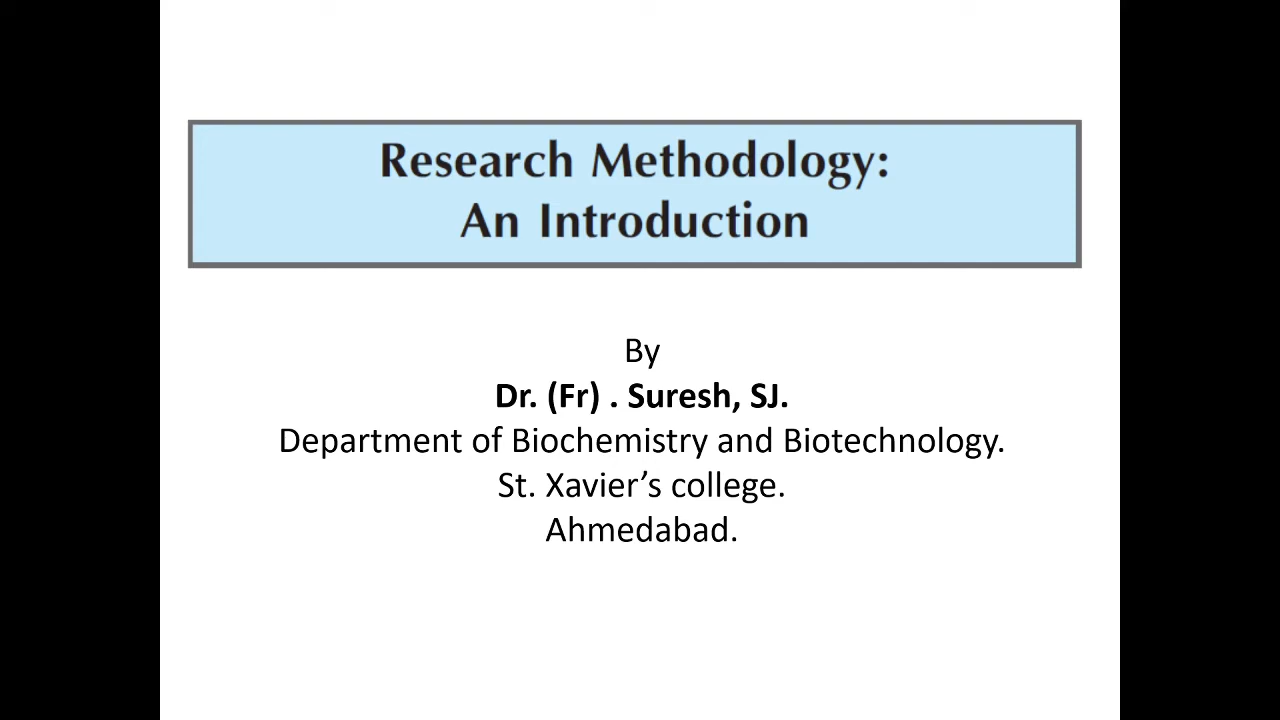 Research Methodology:
An Introduction
By
Dr. (Fr) . Suresh, SJ.
Department of Biochemistry and Biotechnology.
St. Xavier’s college.
Ahmedabad.